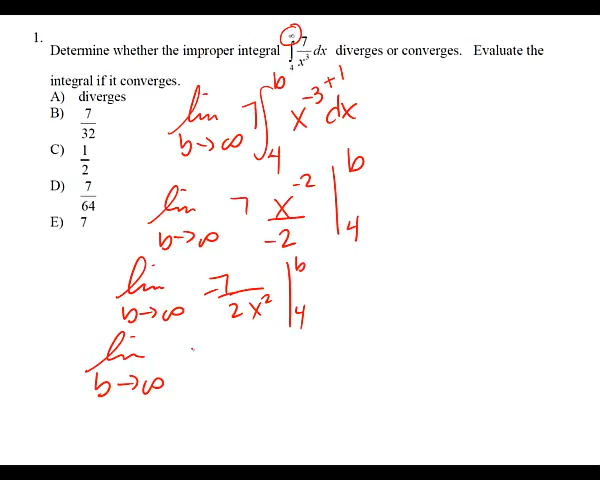 1.
Determine whether the improper integral ∫₄^∞ 7/x³ dx diverges or converges. Evaluate the
integral if it converges.
A) diverges
B) 7/32
C) 1/2
D) 7/64
E) 7
lim b→∞ 7 ∫₄^b x^(-3+1) dx
lim b→∞ 7 x^(-2)/-2 |₄^b
lim b→∞ -7/2x² |₄^b
lim b→∞